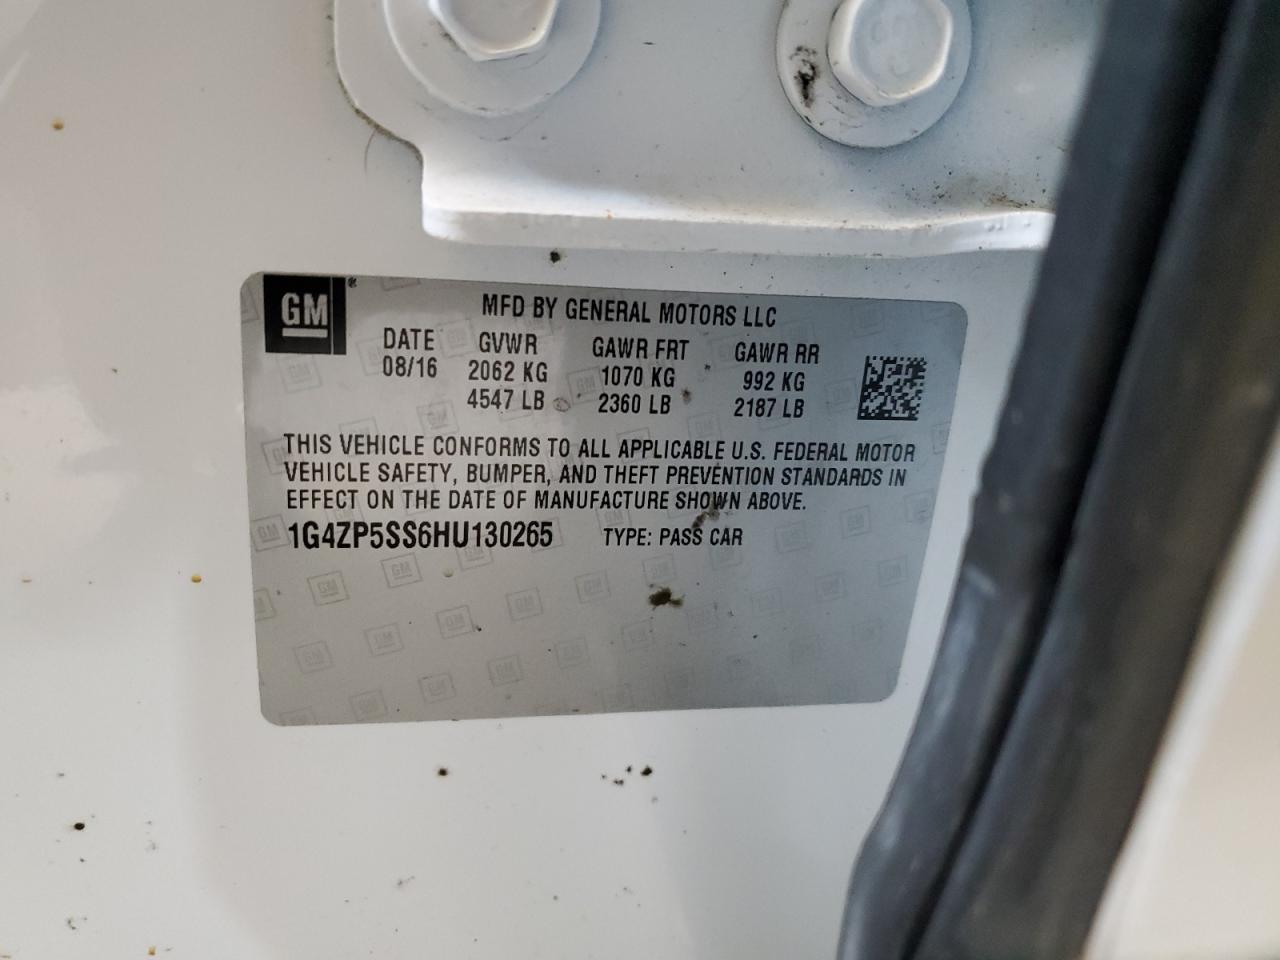 GM®
MFD BY GENERAL MOTORS LLC
DATE GVWR GAWR FRT GAWR RR
08/16 2062 KG 1070 KG 992 KG
4547 LB 2360 LB 2187 LB
THIS VEHICLE CONFORMS TO ALL APPLICABLE U.S. FEDERAL MOTOR
VEHICLE SAFETY, BUMPER, AND THEFT PREVENTION STANDARDS IN
EFFECT ON THE DATE OF MANUFACTURE SHOWN ABOVE.
1G4ZP5SS6HU130265 TYPE: PASS CAR